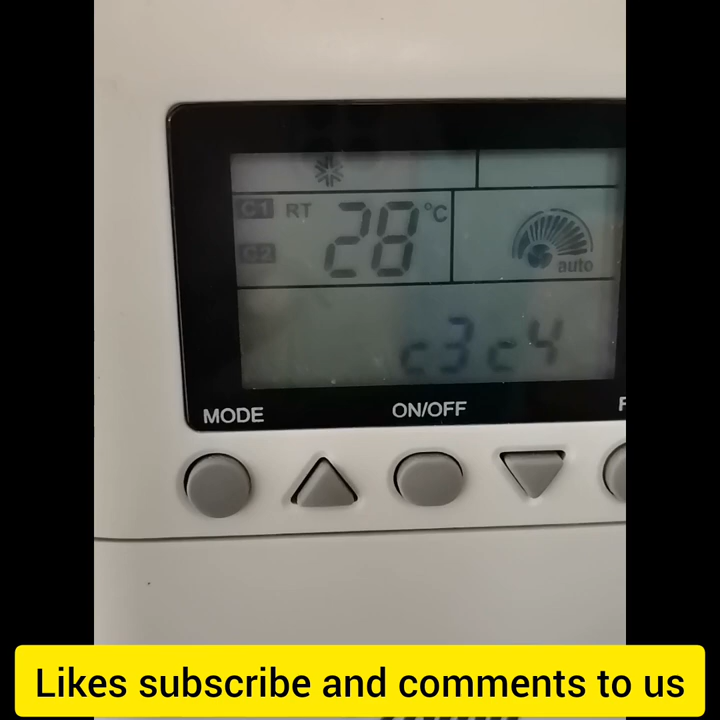 C1 RT 28 °C
C2
auto
c3c4
MODE
ON/OFF
Likes subscribe and comments to us